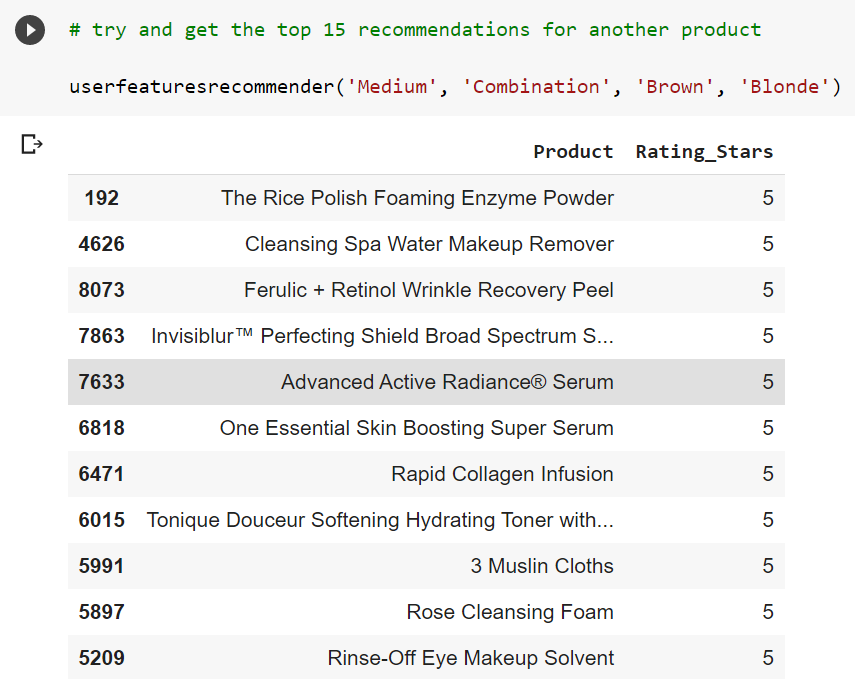 # try and get the top 15 recommendations for another product
userfeaturesrecommender('Medium', 'Combination', 'Brown', 'Blonde')
Product Rating_Stars
192 The Rice Polish Foaming Enzyme Powder 5
4626 Cleansing Spa Water Makeup Remover 5
8073 Ferulic + Retinol Wrinkle Recovery Peel 5
7863 Invisiblur™ Perfecting Shield Broad Spectrum S... 5
7633 Advanced Active Radiance® Serum 5
6818 One Essential Skin Boosting Super Serum 5
6471 Rapid Collagen Infusion 5
6015 Tonique Douceur Softening Hydrating Toner with... 5
5991 3 Muslin Cloths 5
5897 Rose Cleansing Foam 5
5209 Rinse-Off Eye Makeup Solvent 5